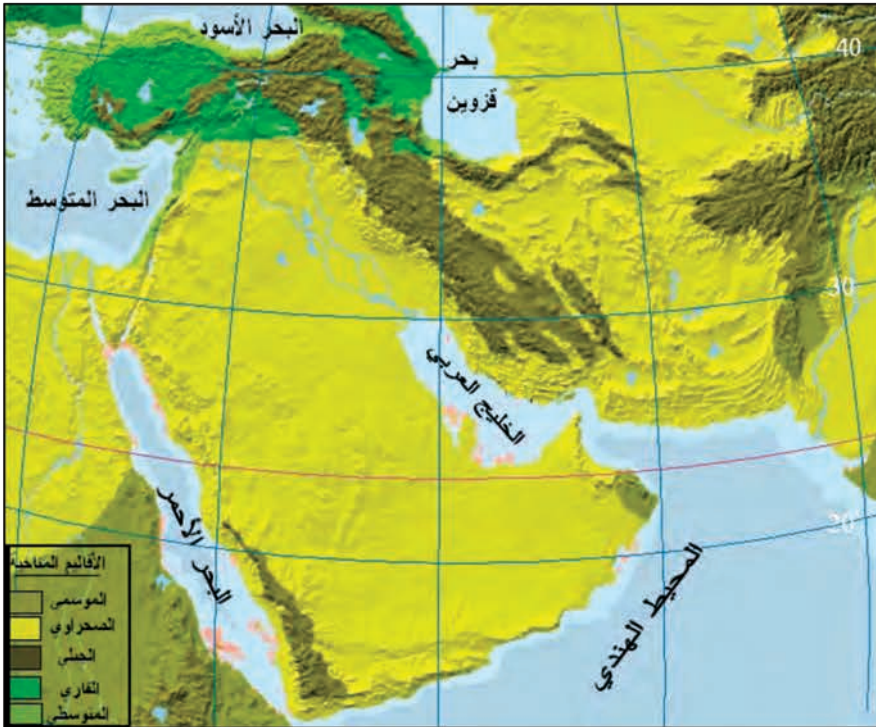 البحر الأسود
بحر
قزوين
40
البحر المتوسط
30
الخليج العربي
البحر الأحمر
20
المحيط الهندي
الأقاليم المناخية
الموسمي
الصحراوي
الجبلي
القاري
المتوسطي